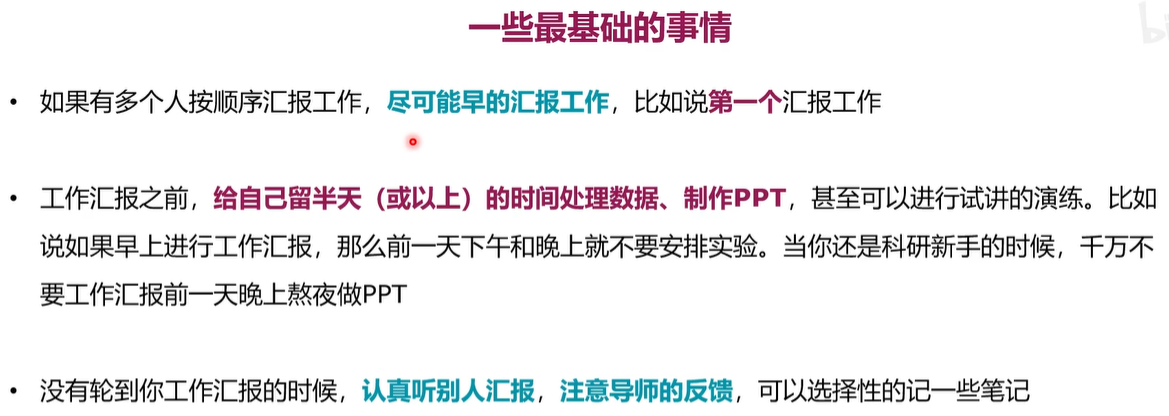 一些最基础的事情
• 如果有多个人按顺序汇报工作，尽可能早的汇报工作，比如说第一个汇报工作
• 工作汇报之前，给自己留半天（或以上）的时间处理数据、制作PPT，甚至可以进行试讲的演练。比如
说如果早上进行工作汇报，那么前一天下午和晚上就不要安排实验。当你还是科研新手的时候，千万不
要工作汇报前一天晚上熬夜做PPT
• 没有轮到你工作汇报的时候，认真听别人汇报，注意导师的反馈，可以选择性的记一些笔记